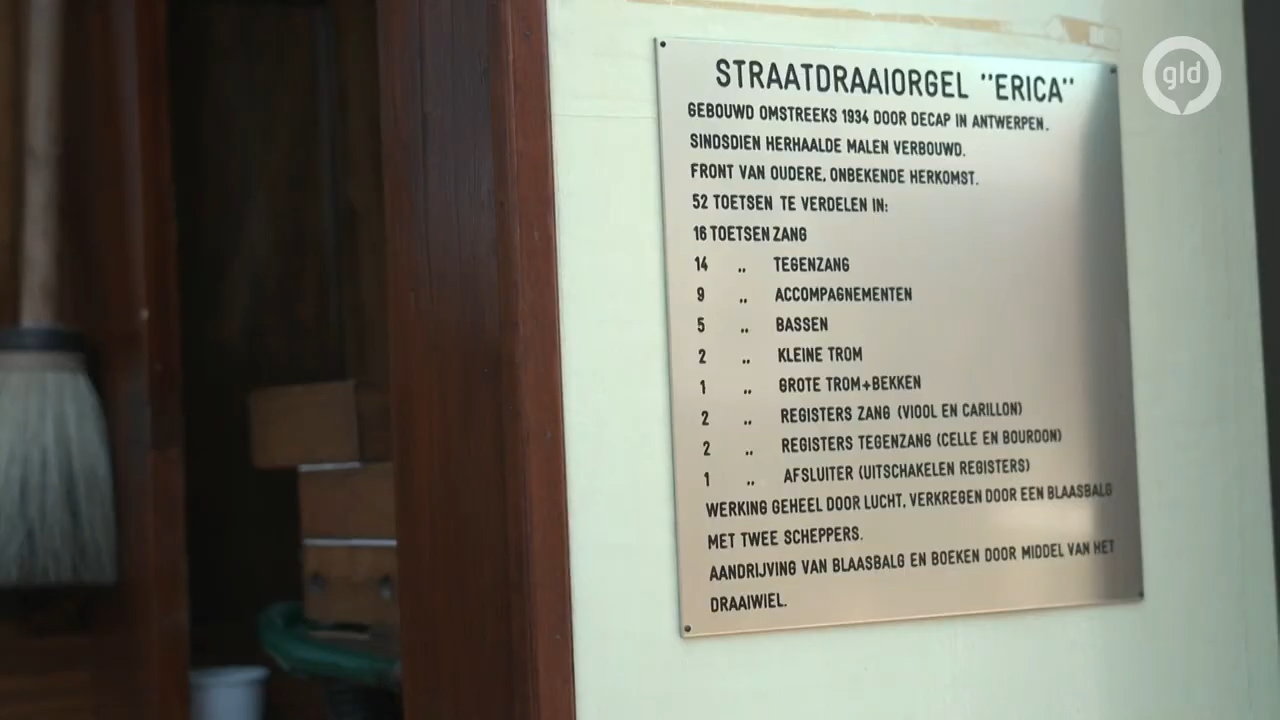 STRAATDRAAIORGEL "ERICA"
GEBOUWD OMSTREEKS 1934 DOOR DECAP IN ANTWERPEN.
SINDSDIEN HERHAALDE MALEN VERBOUWD.
FRONT VAN OUDERE, ONBEKENDE HERKOMST.
52 TOETSEN TE VERDELEN IN:
16 TOETSEN ZANG
14 „ TEGENZANG
9 „ ACCOMPAGNEMENTEN
5 „ BASSEN
2 „ KLEINE TROM
1 „ GROTE TROM+BEKKEN
2 „ REGISTERS ZANG (VIOOL EN CARILLON)
2 „ REGISTERS TEGENZANG (CELLE EN BOURDON)
1 „ AFSLUITER (UITSCHAKELEN REGISTERS)
WERKING GEHEEL DOOR LUCHT, VERKREGEN DOOR EEN BLAASBALG
MET TWEE SCHEPPERS.
AANDRIJVING VAN BLAASBALG EN BOEKEN DOOR MIDDEL VAN HET
DRAAIWIEL.
gld